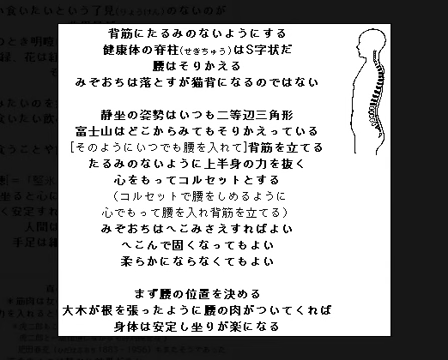 背筋にたるみのないようにする
健康体の脊柱(せきちゅう)はS字状だ
腰はそりかえる
みぞおちは落とすが猫背になるのではない
静坐の姿勢はいつも二等辺三角形
富士山はどこからみてもそりかえっている
[そのようにいつでも腰を入れて]背筋を立てる
たるみのないように上半身の力を抜く
心をもってコルセットとする
（コルセットで腰をしめるように
心でもって腰を入れ背筋を立てる）
みぞおちはへこみさえすればよい
へこんで固くなってもよい
柔らかにならなくてもよい
まず腰の位置を決める
大木が根を張ったように腰の肉がついてくれば
身体は安定し坐りが楽になる